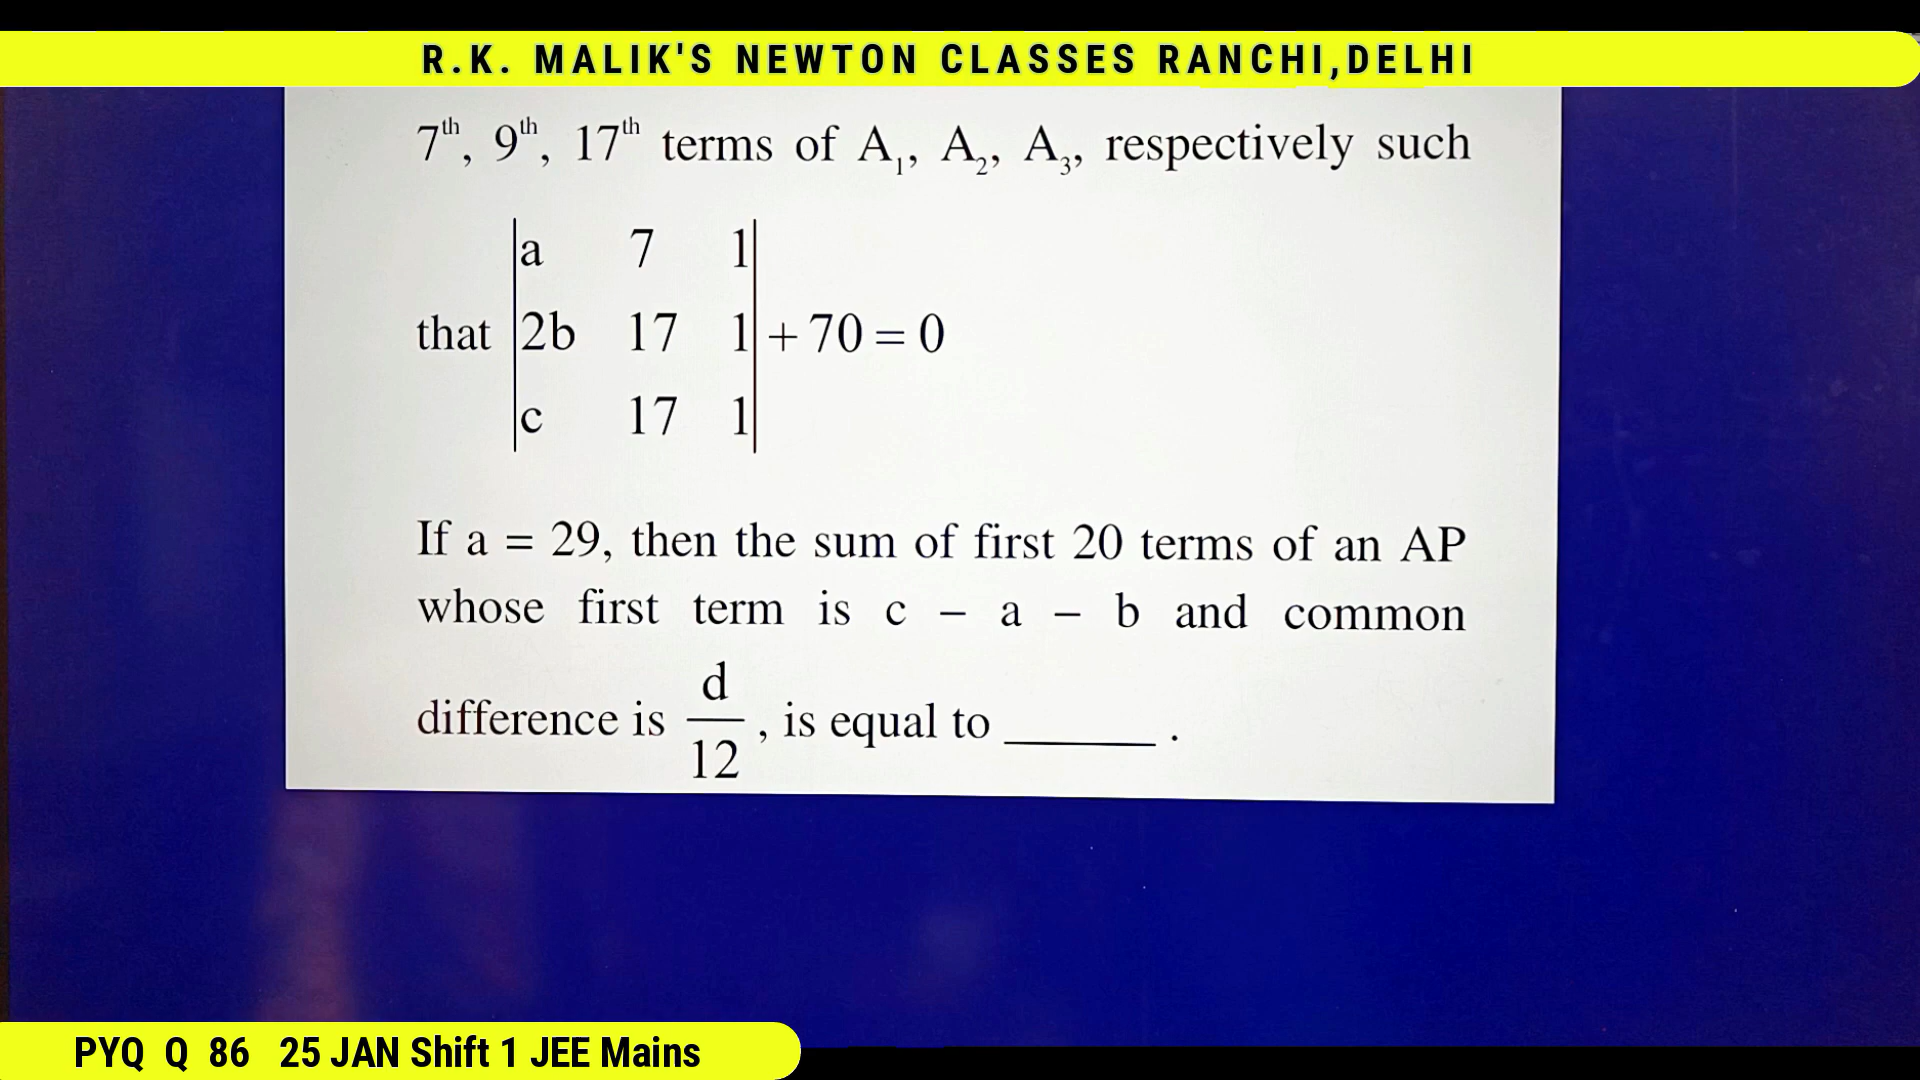 R.K. MALIK'S NEWTON CLASSES RANCHI,DELHI
7th, 9th, 17th terms of A1, A2, A3, respectively such
that |a 7 1|
|2b 17 1| + 70 = 0
|c 17 1|
If a = 29, then the sum of first 20 terms of an AP
whose first term is c − a − b and common
difference is d/12, is equal to ______ .
PYQ Q 86 25 JAN Shift 1 JEE Mains